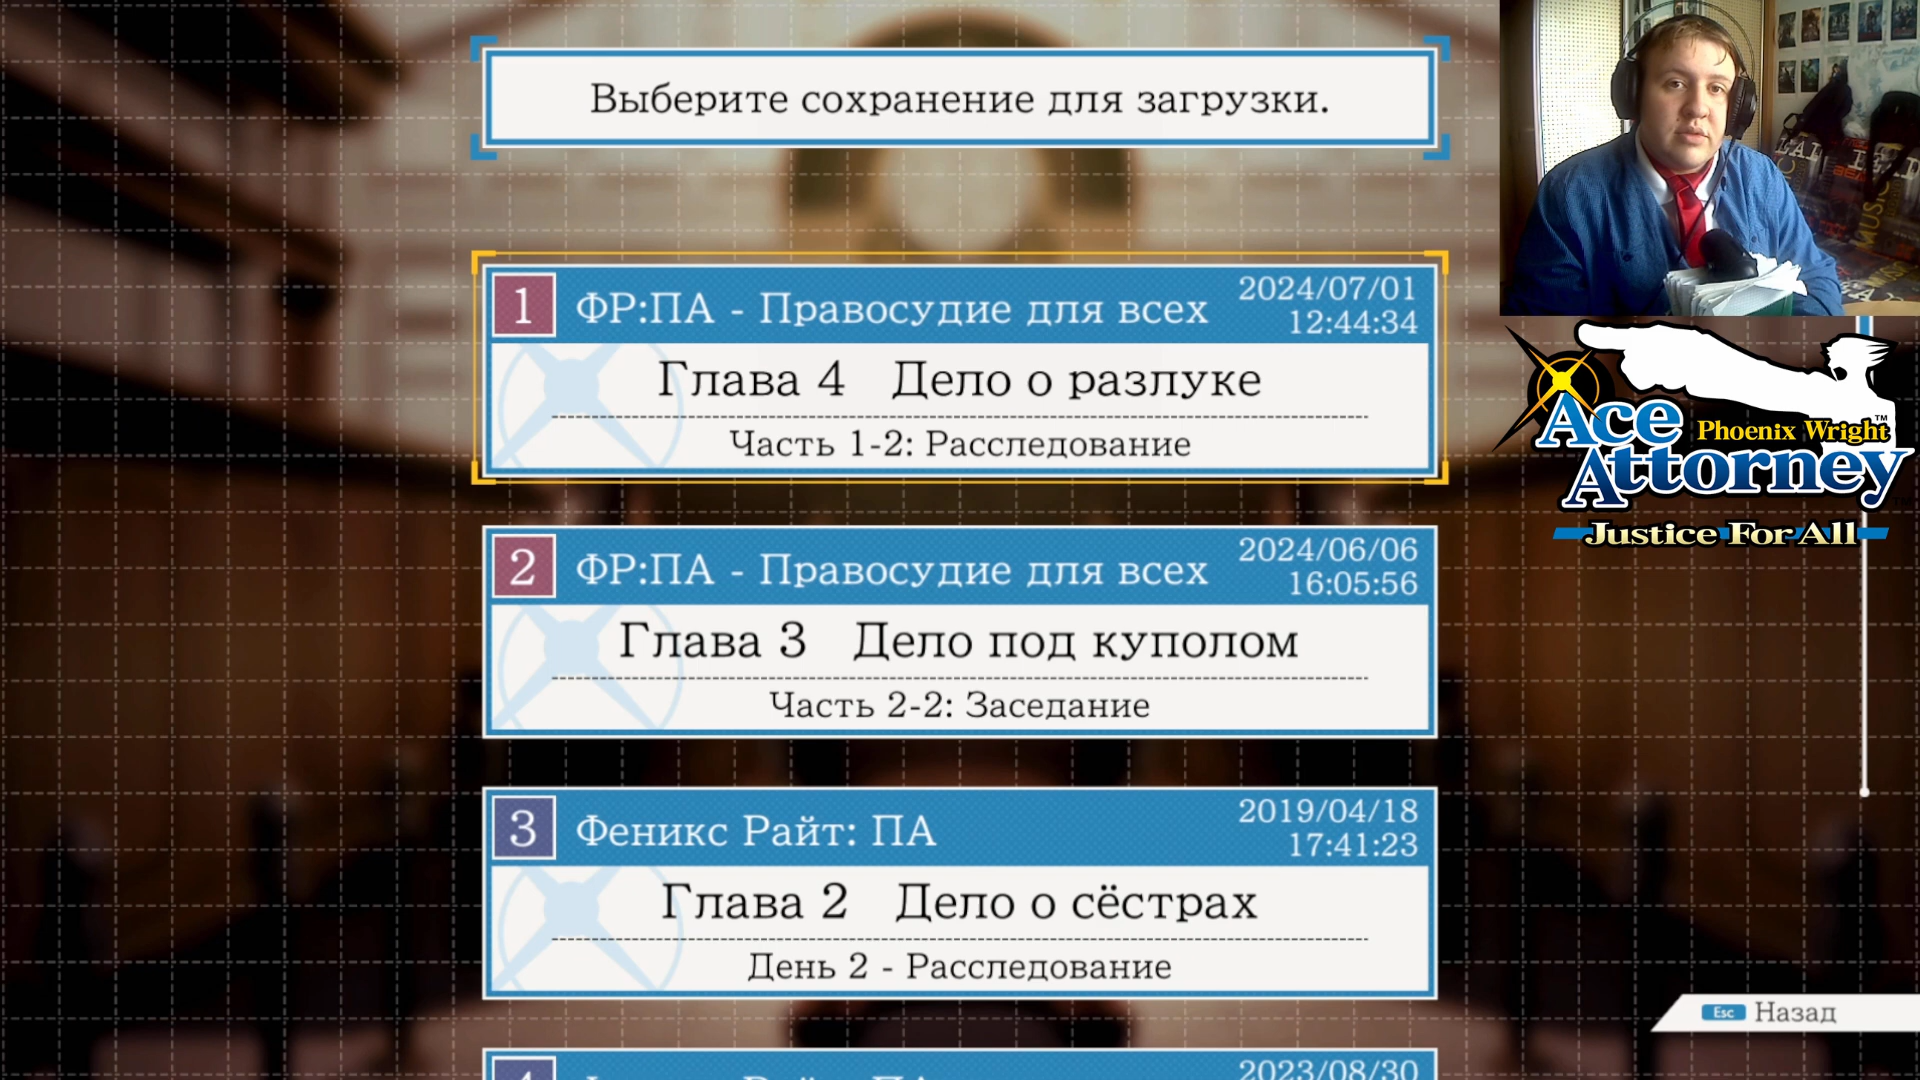 Выберите сохранение для загрузки.
1 ФР:ПА - Правосудие для всех 2024/07/01
12:44:34
Глава 4 Дело о разлуке
Часть 1-2: Расследование
2 ФР:ПА - Правосудие для всех 2024/06/06
16:05:56
Глава 3 Дело под куполом
Часть 2-2: Заседание
3 Феникс Райт: ПА 2019/04/18
17:41:23
Глава 2 Дело о сёстрах
День 2 - Расследование
2023/08/30
Phoenix Wright
Ace
Attorney
™
Justice For All
MUSIC
Esc Назад